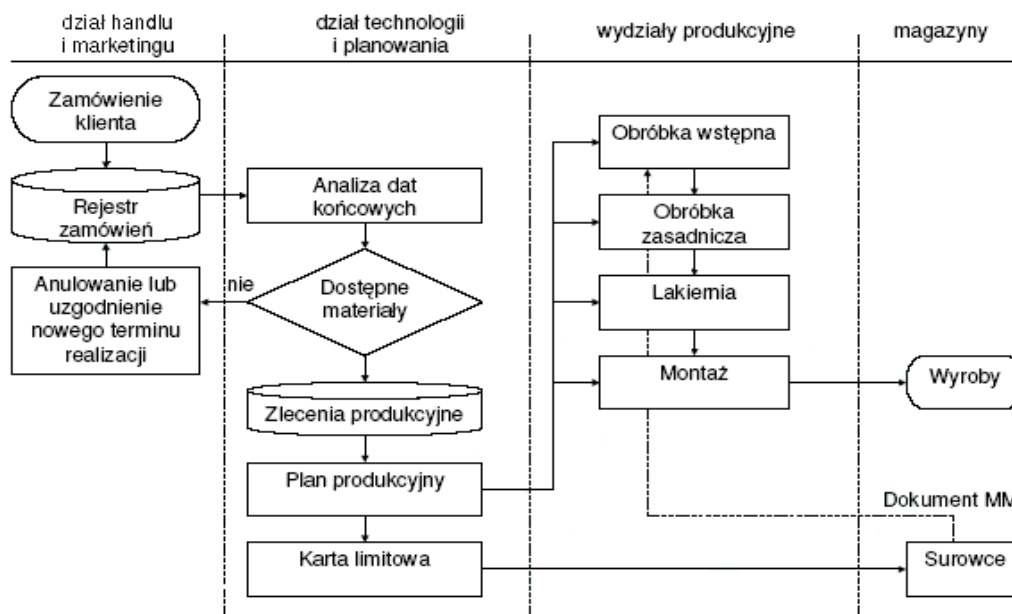 dział handlu
i marketingu
dział technologii
i planowania
wydziały produkcyjne
magazyny
Zamówienie
klienta
Rejestr
zamówień
Anulowanie lub
uzgodnienie
nowego terminu
realizacji
nie
Analiza dat
końcowych
Dostępne
materiały
Zlecenia produkcyjne
Plan produkcyjny
Karta limitowa
Obróbka wstępna
Obróbka
zasadnicza
Lakiernia
Montaż
Wyroby
Dokument MM
Surowce